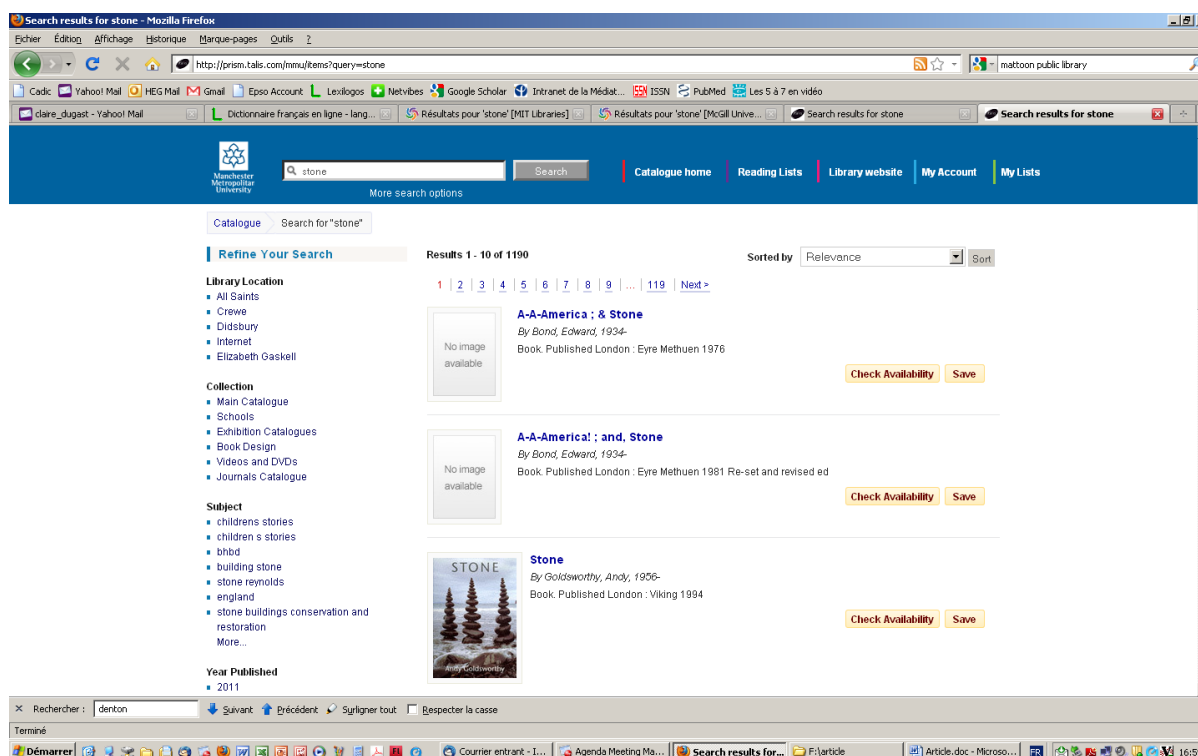 Search results for stone - Mozilla Firefox
Fichier Édition Affichage Historique Marque-pages Outils ?
http://prism.talis.com/mmu/items?query=stone
mattoon public library
Cadic Yahoo! Mail HEG Mail Gmail Epso Account Lexilogos Netvibes Google Scholar Intranet de la Médiat... ISSN PubMed Les 5 à 7 en vidéo
claire_dugast - Yahoo! Mail Dictionnaire français en ligne - lang... Résultats pour 'stone' [MIT Libraries] Résultats pour 'stone' [McGill Unive... Search results for stone Search results for stone
Manchester
Metropolitan
University
stone Search
More search options
Catalogue home Reading Lists Library website My Account My Lists
Catalogue Search for "stone"
Refine Your Search
Library Location
All Saints
Crewe
Didsbury
Internet
Elizabeth Gaskell
Collection
Main Catalogue
Schools
Exhibition Catalogues
Book Design
Videos and DVDs
Journals Catalogue
Subject
childrens stories
children s stories
bhbd
building stone
stone reynolds
england
stone buildings conservation and
restoration
More...
Year Published
2011
Results 1 - 10 of 1190
Sorted by Relevance Sort
1 2 3 4 5 6 7 8 9 ... 119 Next >
No image
available
A-A-America ; & Stone
By Bond, Edward, 1934-
Book. Published London : Eyre Methuen 1976
Check Availability Save
No image
available
A-A-America! ; and, Stone
By Bond, Edward, 1934-
Book. Published London : Eyre Methuen 1981 Re-set and revised ed
Check Availability Save
STONE
Andy Goldsworthy
Stone
By Goldsworthy, Andy, 1956-
Book. Published London : Viking 1994
Check Availability Save
Rechercher : denton Suivant Précédent Surligner tout Respecter la casse
Terminé
Démarrer Courrier entrant - I... Agenda Meeting Ma... Search results for... F:\article Article.doc - Microso... FR 16:5